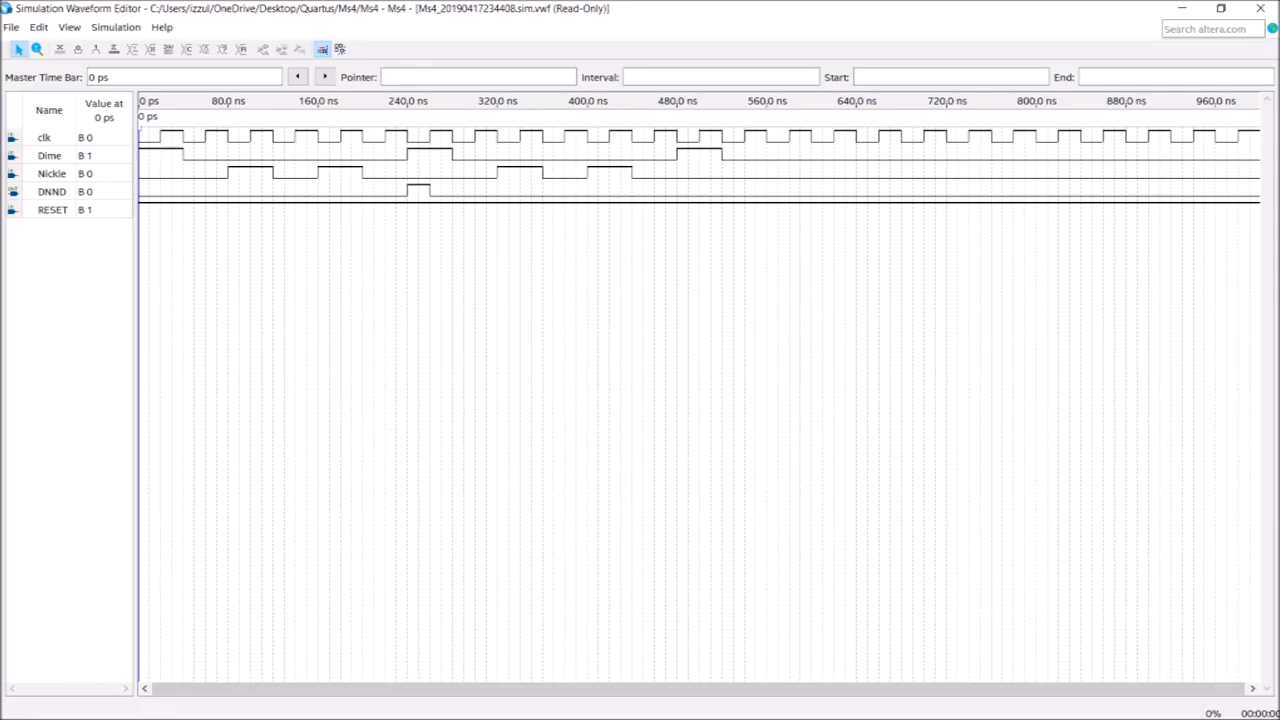 Simulation Waveform Editor - C:/Users/izzul/OneDrive/Desktop/Quartus/Ms4/Ms4 - Ms4 - [Ms4_20190417234408.sim.vwf (Read-Only)]
File Edit View Simulation Help
Search altera.com
Master Time Bar: 0 ps Pointer: Interval: Start: End:
Name Value at 0 ps
0 ps 80.0 ns 160.0 ns 240.0 ns 320.0 ns 400.0 ns 480.0 ns 560.0 ns 640.0 ns 720.0 ns 800.0 ns 880.0 ns 960.0 ns
0 ps
clk B 0
Dime B 1
Nickle B 0
DNND B 0
RESET B 1
0% 00:00:00